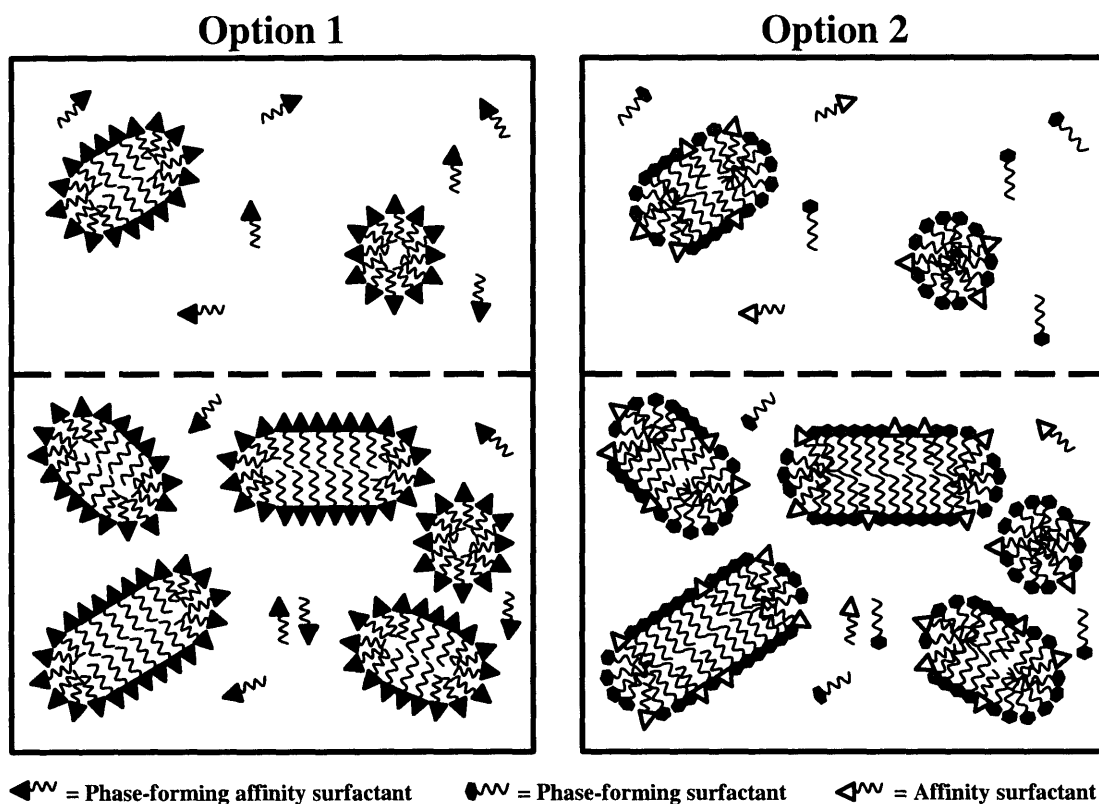 Option 1
Option 2
= Phase-forming affinity surfactant
= Phase-forming surfactant
= Affinity surfactant